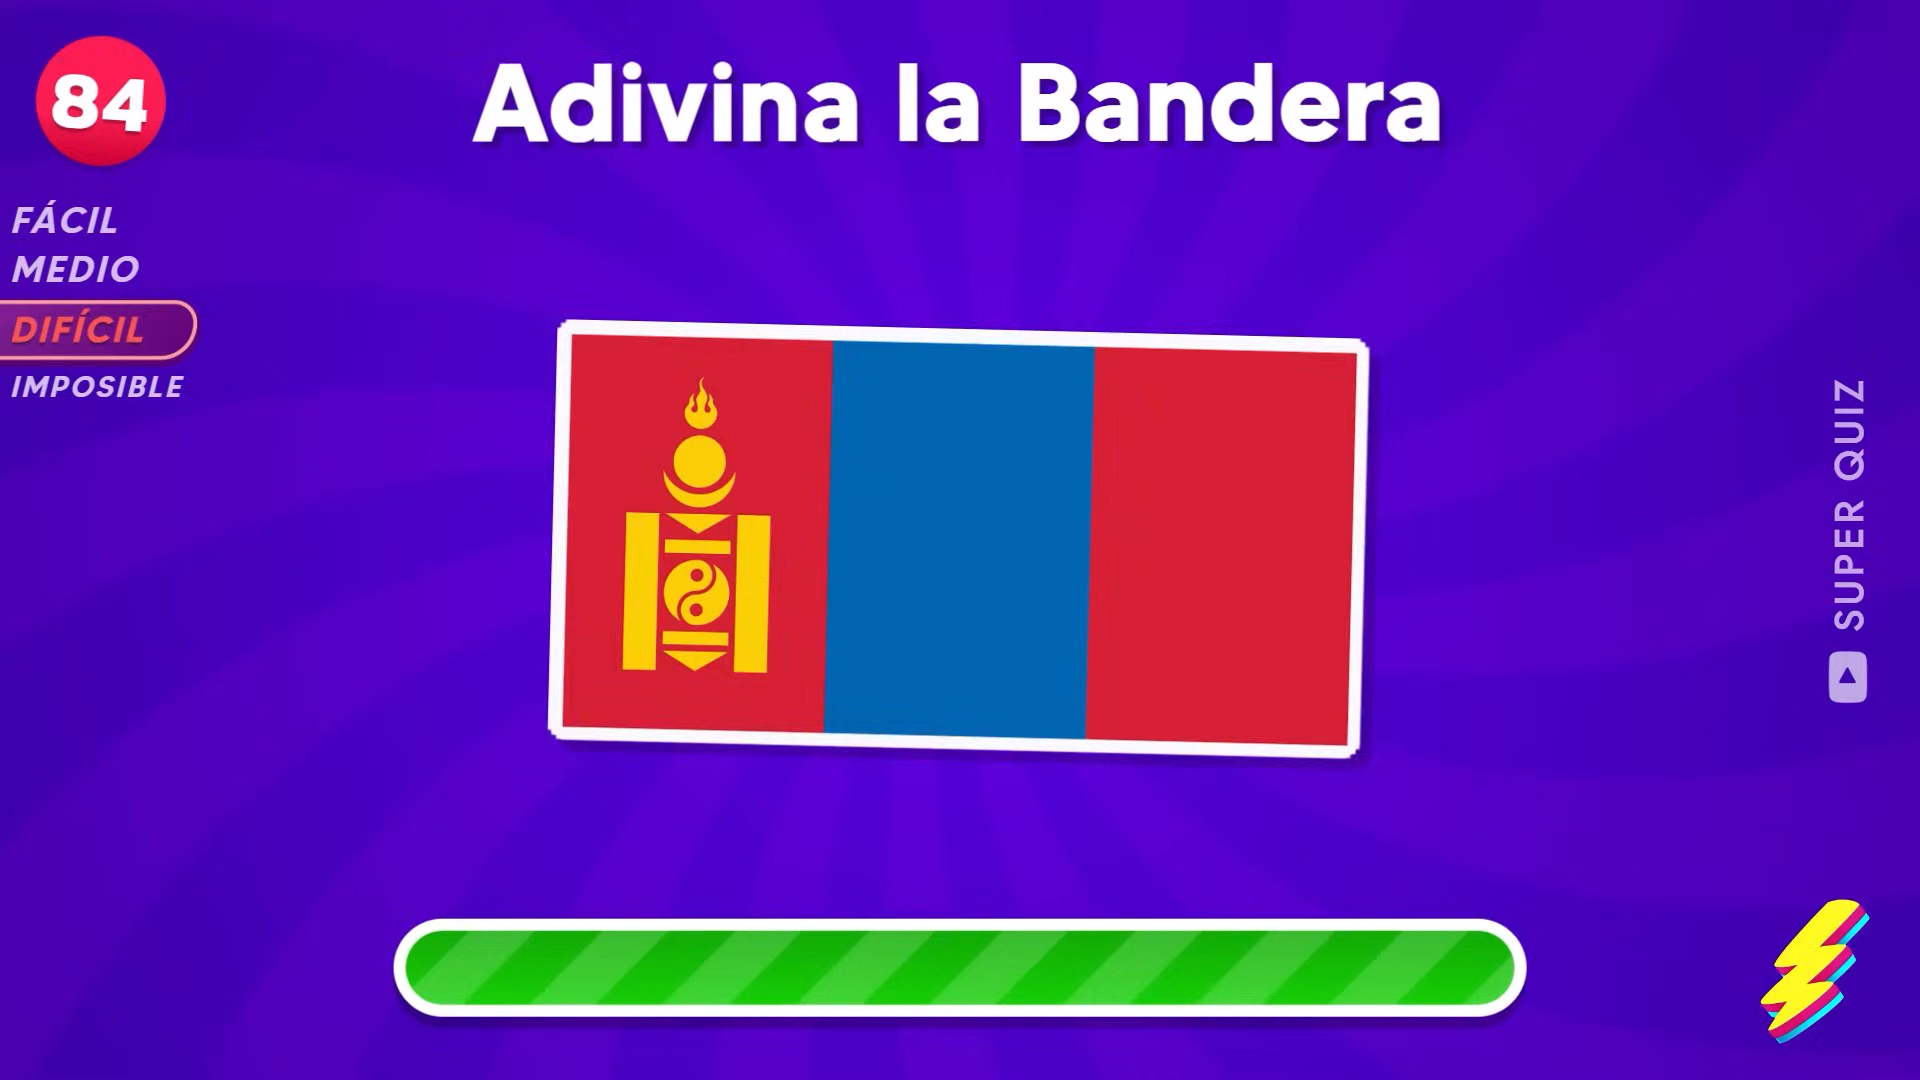 84
Adivina la Bandera
FÁCIL
MEDIO
DIFÍCIL
IMPOSIBLE
SUPER QUIZ